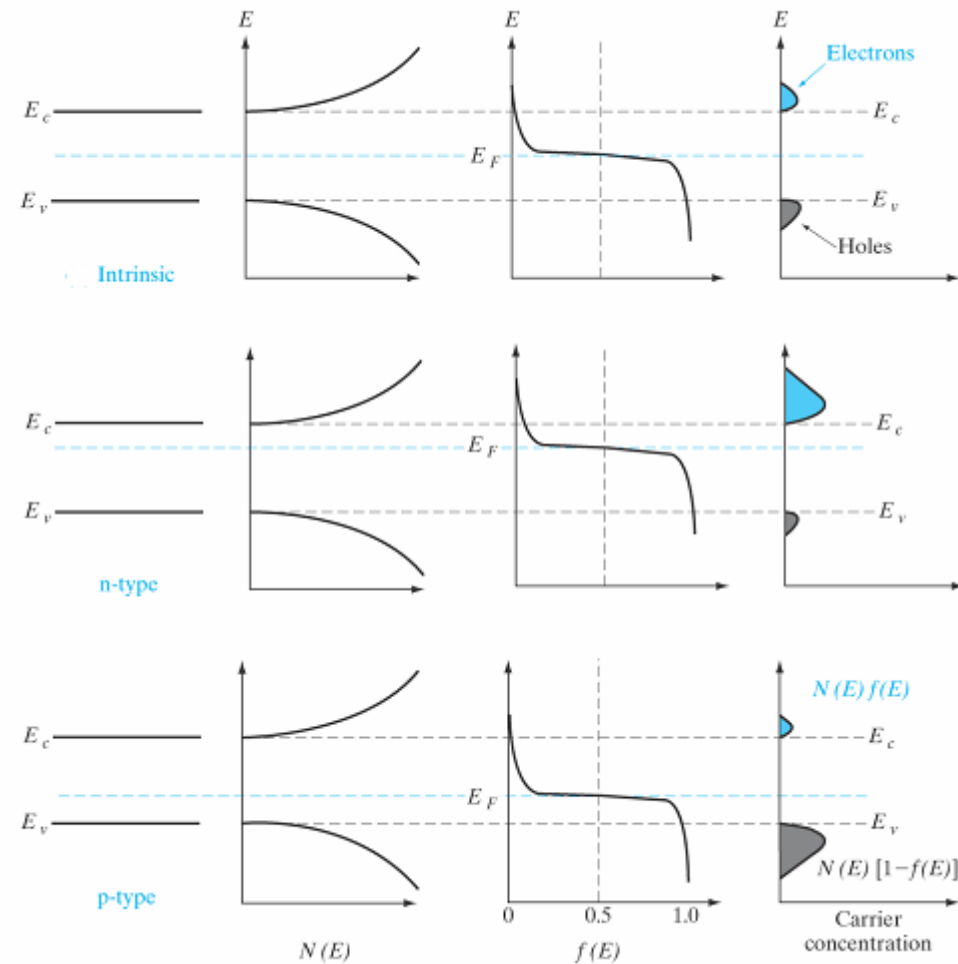 E
E
E
Electrons
E c
E c
E F
E v
E v
Holes
Intrinsic
E c
E c
E F
E v
E v
n-type
N (E) f (E)
E c
E c
E F
E v
E v
N (E) [1−f(E)]
p-type
0
0.5
1.0
Carrier
concentration
N (E)
f (E)